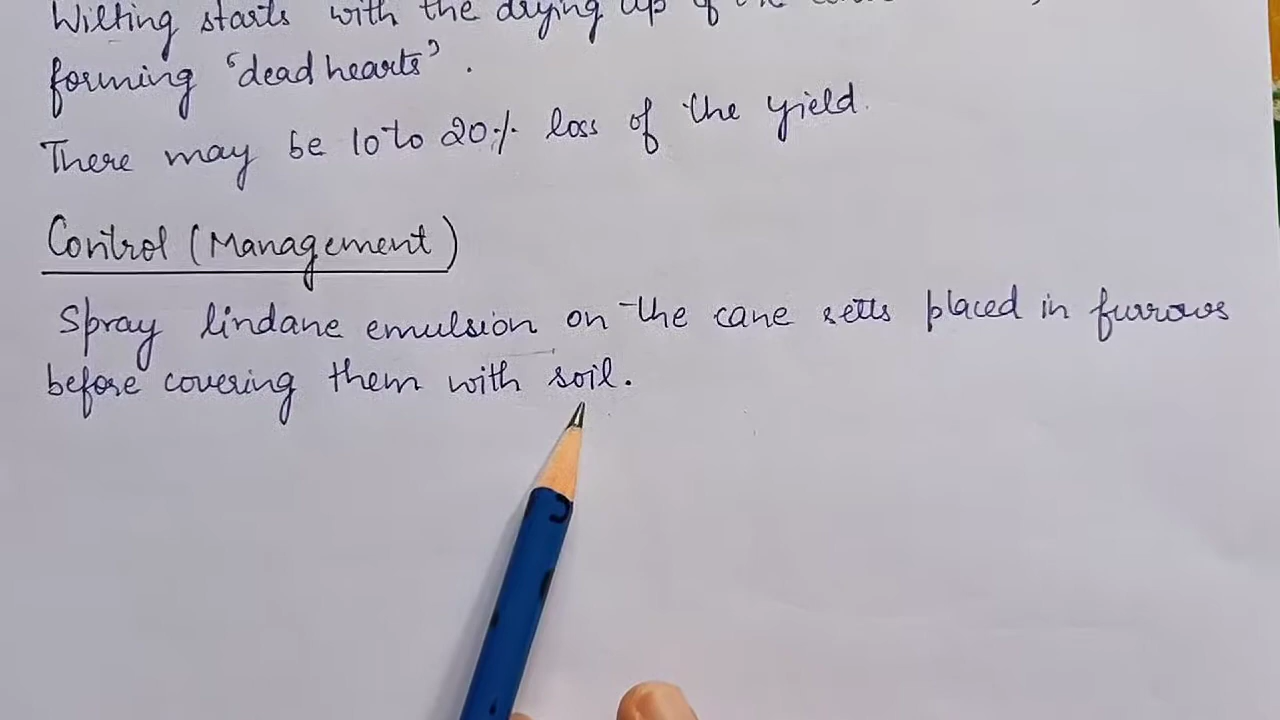 Wilting starts with the drying up of the
forming 'dead hearts'.
There may be 10 to 20% loss of the yield.
Control (Management)
Spray lindane emulsion on the cane setts placed in furrows
before covering them with soil.